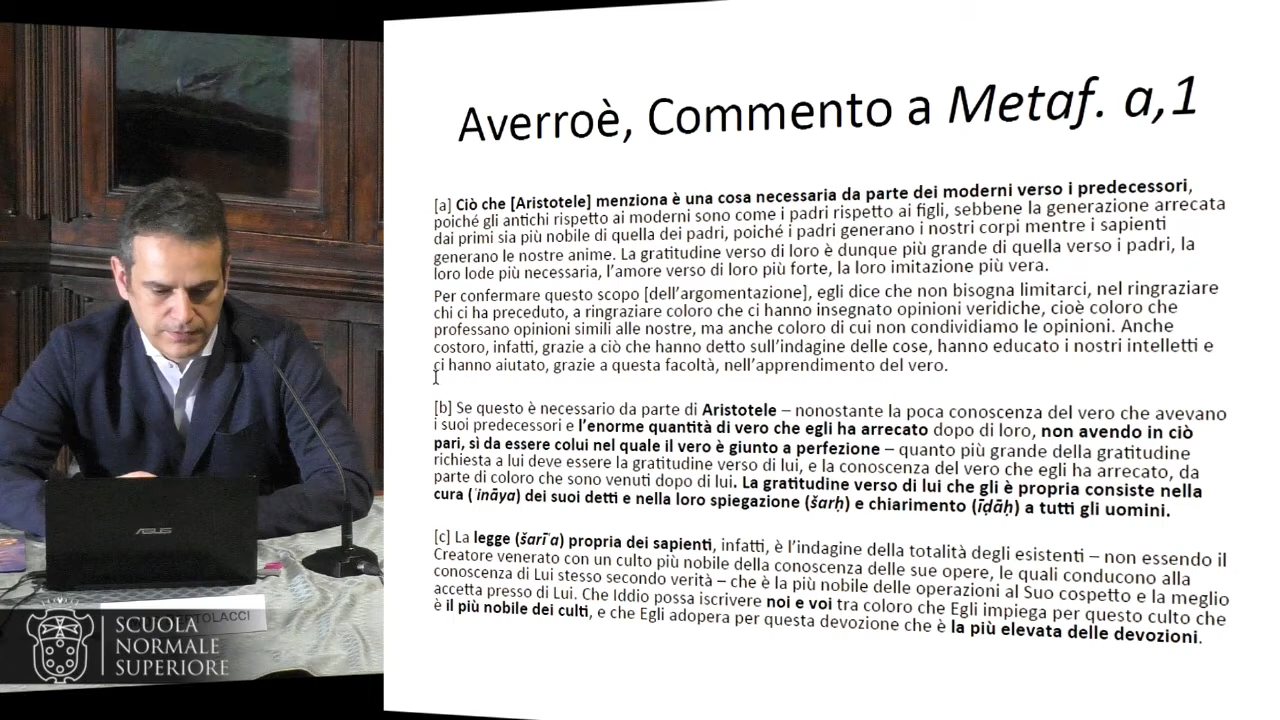 Averroè, Commento a Metaf. a,1
[a] Ciò che [Aristotele] menziona è una cosa necessaria da parte dei moderni verso i predecessori,
poiché gli antichi rispetto ai moderni sono come i padri rispetto ai figli, sebbene la generazione arrecata
dai primi sia più nobile di quella dei padri, poiché i padri generano i nostri corpi mentre i sapienti
generano le nostre anime. La gratitudine verso di loro è dunque più grande di quella verso i padri, la
loro lode più necessaria, l'amore verso di loro più forte, la loro imitazione più vera.
Per confermare questo scopo [dell'argomentazione], egli dice che non bisogna limitarci, nel ringraziare
chi ci ha preceduto, a ringraziare coloro che ci hanno insegnato opinioni veridiche, cioè coloro che
professano opinioni simili alle nostre, ma anche coloro di cui non condividiamo le opinioni. Anche
costoro, infatti, grazie a ciò che hanno detto sull'indagine delle cose, hanno educato i nostri intelletti e
ci hanno aiutato, grazie a questa facoltà, nell'apprendimento del vero.
[b] Se questo è necessario da parte di Aristotele – nonostante la poca conoscenza del vero che avevano
i suoi predecessori e l'enorme quantità di vero che egli ha arrecato dopo di loro, non avendo in ciò
pari, sì da essere colui nel quale il vero è giunto a perfezione – quanto più grande della gratitudine
richiesta a lui deve essere la gratitudine verso di lui, e la conoscenza del vero che egli ha arrecato, da
parte di coloro che sono venuti dopo di lui. La gratitudine verso di lui che gli è propria consiste nella
cura (ʿināya) dei suoi detti e nella loro spiegazione (šarḥ) e chiarimento (īḍāḥ) a tutti gli uomini.
[c] La legge (šarīʿa) propria dei sapienti, infatti, è l'indagine della totalità degli esistenti – non essendo il
Creatore venerato con un culto più nobile della conoscenza delle sue opere, le quali conducono alla
conoscenza di Lui stesso secondo verità – che è la più nobile delle operazioni al Suo cospetto e la meglio
accetta presso di Lui. Che Iddio possa iscrivere noi e voi tra coloro che Egli impiega per questo culto che
è il più nobile dei culti, e che Egli adopera per questa devozione che è la più elevata delle devozioni.
ASUS
TOLACCI
SCUOLA
NORMALE
SUPERIORE